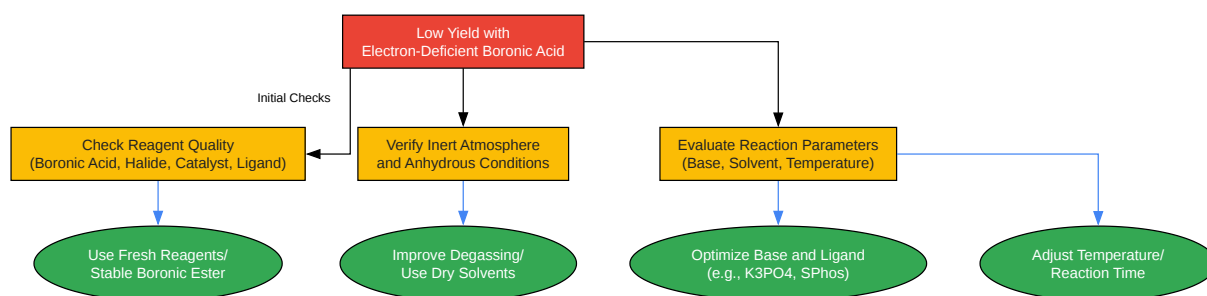 Low Yield with
Electron-Deficient Boronic Acid
Initial Checks
Check Reagent Quality
(Boronic Acid, Halide, Catalyst, Ligand)
Verify Inert Atmosphere
and Anhydrous Conditions
Evaluate Reaction Parameters
(Base, Solvent, Temperature)
Use Fresh Reagents/
Stable Boronic Ester
Improve Degassing/
Use Dry Solvents
Optimize Base and Ligand
(e.g., K3PO4, SPhos)
Adjust Temperature/
Reaction Time